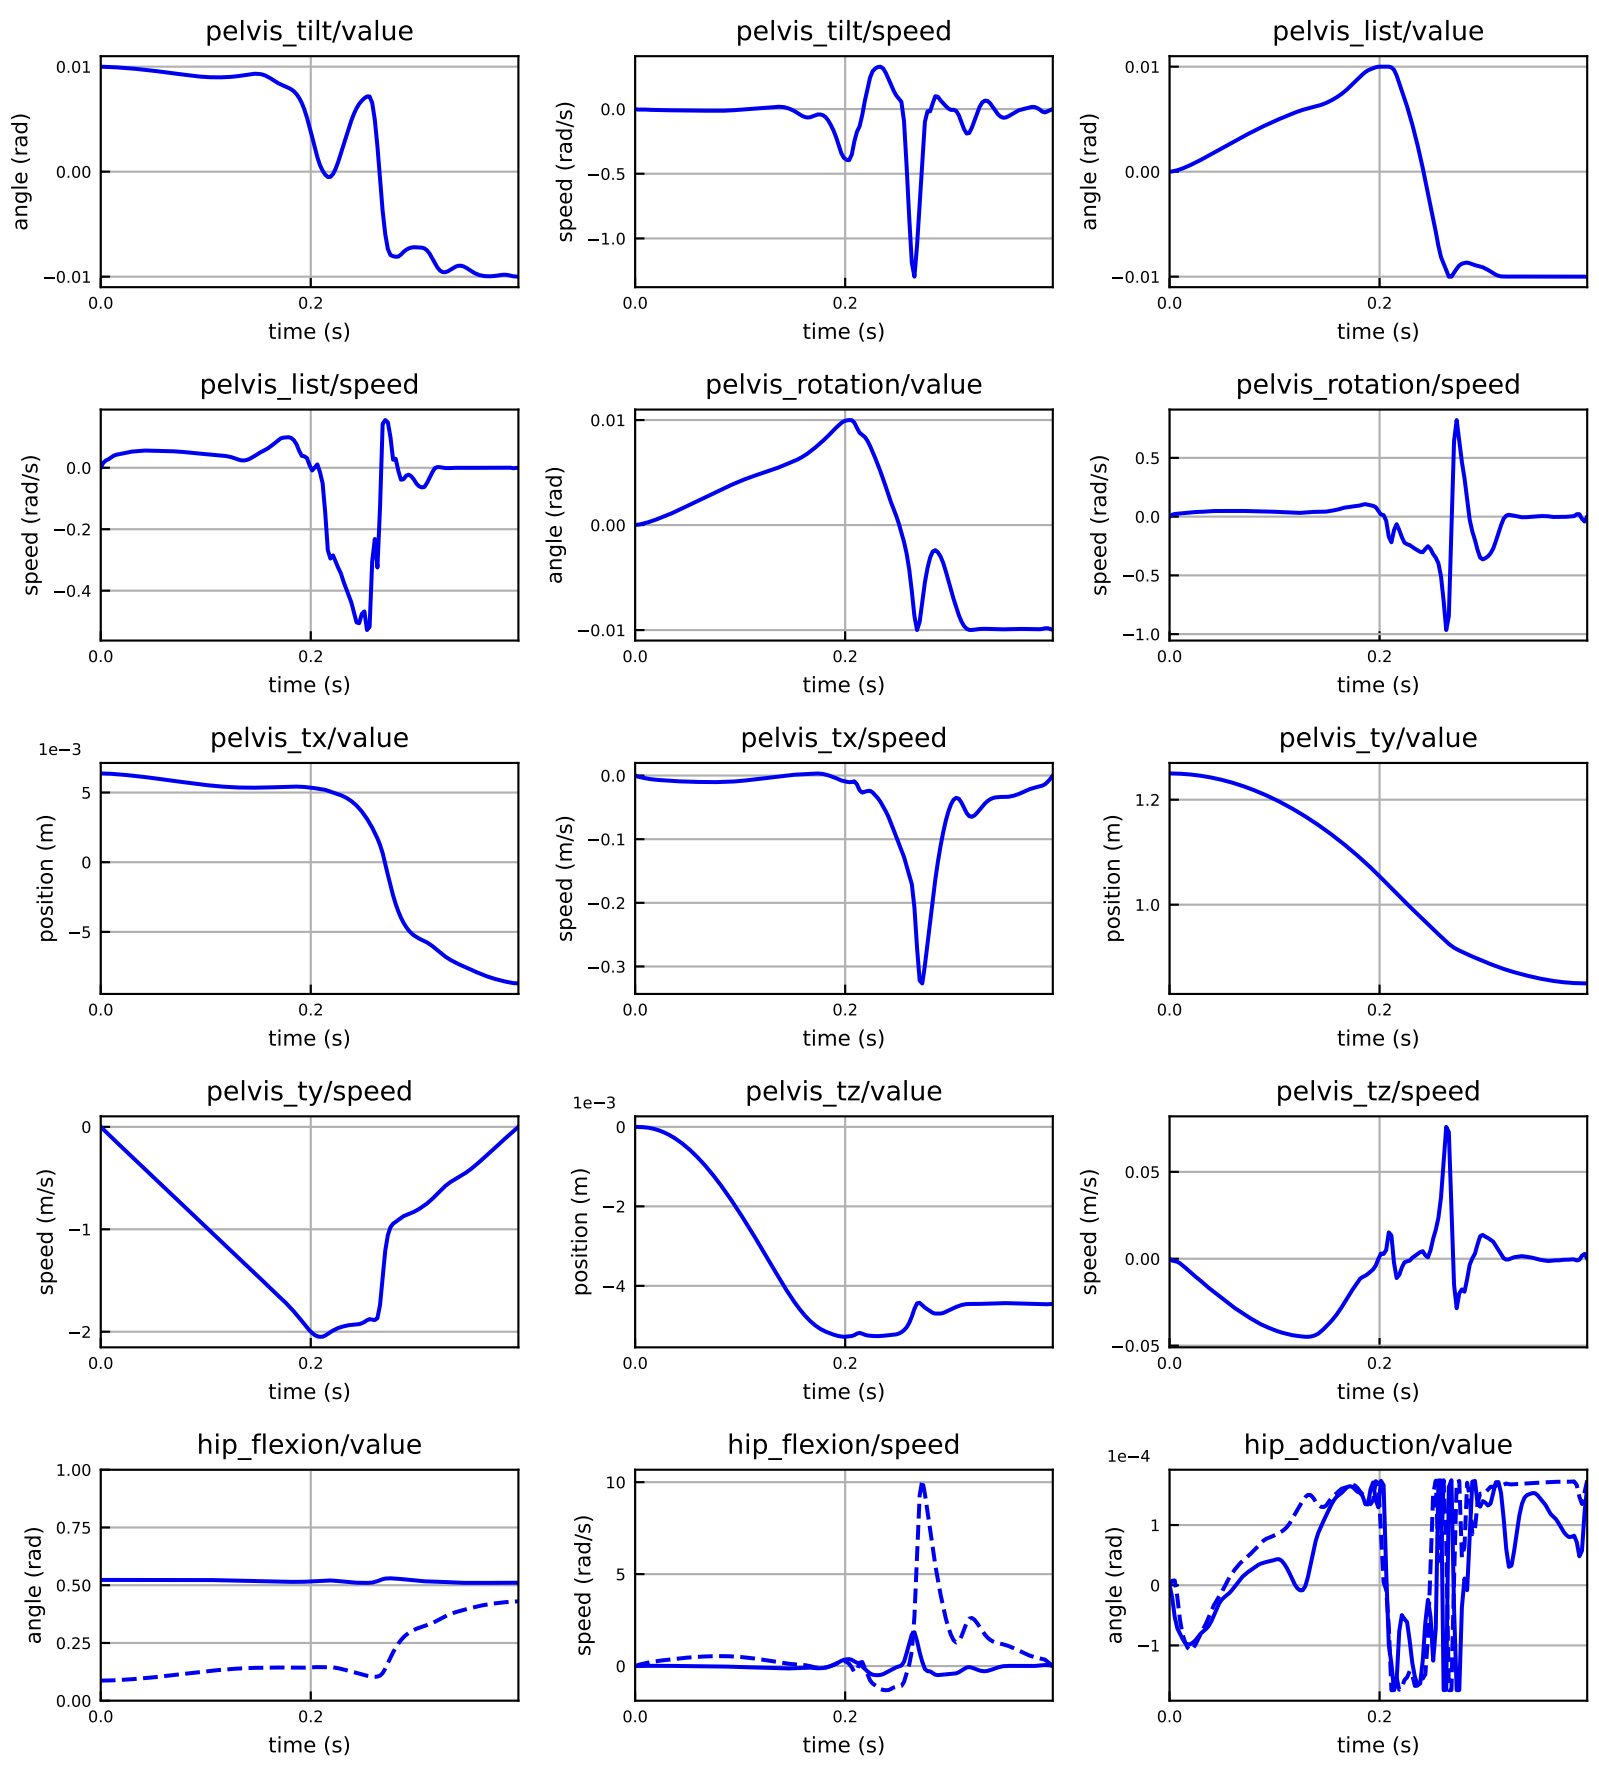 pelvis_tilt/value
angle (rad)
0.01
0.00
−0.01
0.0
0.2
time (s)
pelvis_tilt/speed
speed (rad/s)
0.0
−0.5
−1.0
0.0
0.2
time (s)
pelvis_list/value
angle (rad)
0.01
0.00
−0.01
0.0
0.2
time (s)
pelvis_list/speed
speed (rad/s)
0.0
−0.2
−0.4
0.0
0.2
time (s)
pelvis_rotation/value
angle (rad)
0.01
0.00
−0.01
0.0
0.2
time (s)
pelvis_rotation/speed
speed (rad/s)
0.5
0.0
−0.5
−1.0
0.0
0.2
time (s)
pelvis_tx/value
1e−3
position (m)
5
0
−5
0.0
0.2
time (s)
pelvis_tx/speed
speed (m/s)
0.0
−0.1
−0.2
−0.3
0.0
0.2
time (s)
pelvis_ty/value
position (m)
1.2
1.0
0.0
0.2
time (s)
pelvis_ty/speed
speed (m/s)
0
−1
−2
0.0
0.2
time (s)
pelvis_tz/value
1e−3
position (m)
0
−2
−4
0.0
0.2
time (s)
pelvis_tz/speed
speed (m/s)
0.05
0.00
−0.05
0.0
0.2
time (s)
hip_flexion/value
angle (rad)
1.00
0.75
0.50
0.25
0.00
0.0
0.2
time (s)
hip_flexion/speed
speed (rad/s)
10
5
0
0.0
0.2
time (s)
hip_adduction/value
1e−4
angle (rad)
1
0
−1
0.0
0.2
time (s)